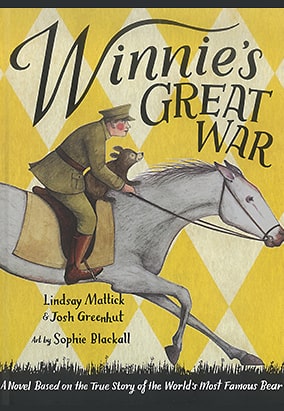 Winnie's
GREAT
WAR
Lindsay Mattick
& Josh Greenhut
Art by Sophie Blackall
A Novel Based on the True Story of the World's Most Famous Bear